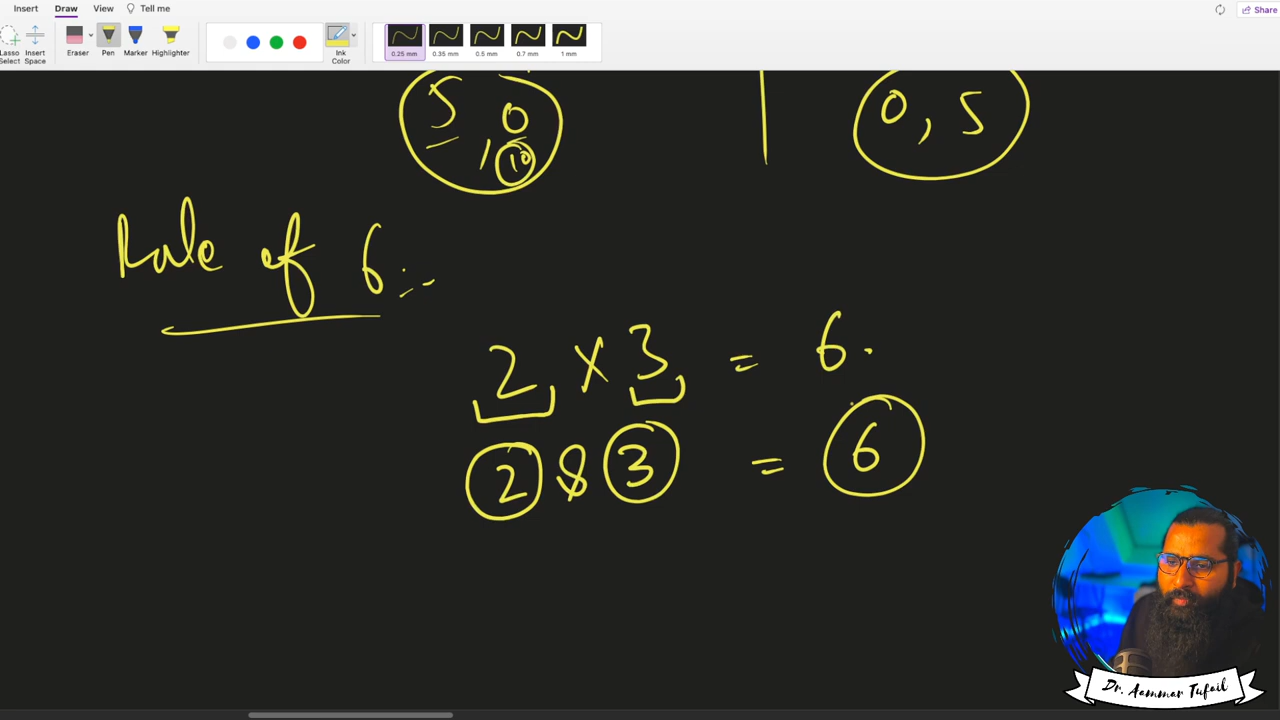 Insert Draw View Tell me Share
Lasso Select Insert Space Eraser Pen Marker Highlighter Ink Color 0.25 mm 0.35 mm 0.5 mm 0.7 mm 1 mm
5 0 0, 5
1 10
Rule of 6:-
2 x 3 = 6.
2 & 3 = 6
Dr. Aammar Tufail